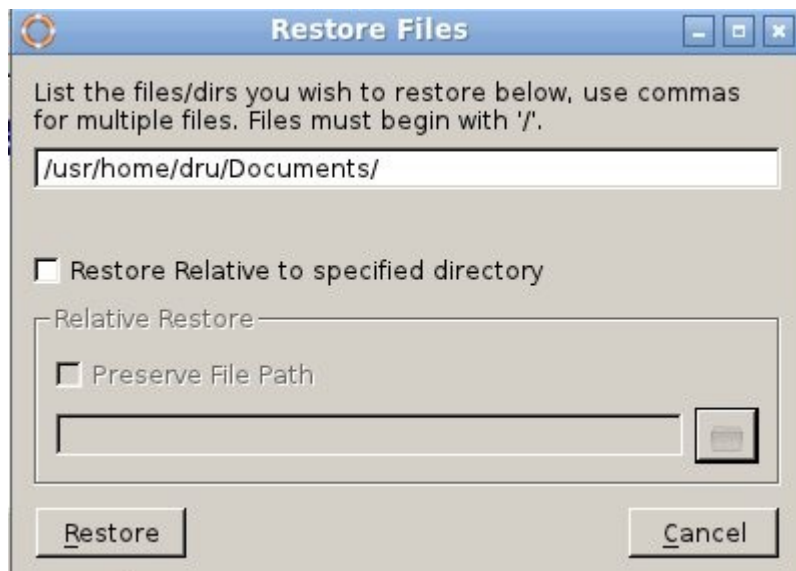 Restore Files
List the files/dirs you wish to restore below, use commas
for multiple files. Files must begin with '/'.
/usr/home/dru/Documents/
Restore Relative to specified directory
Relative Restore
Preserve File Path
Restore
Cancel